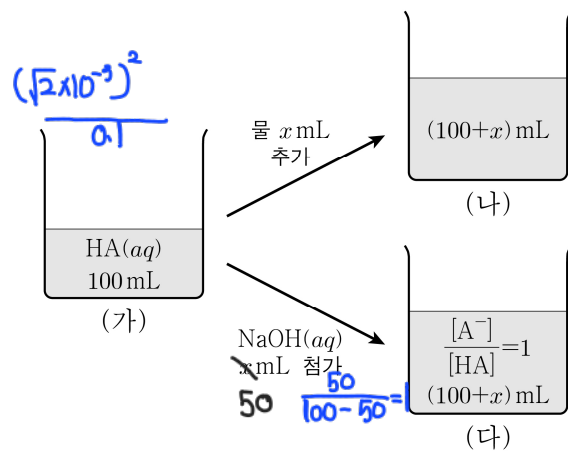 (√2×10⁻³)²
0.1
물 x mL
추가
(100+x) mL
(나)
HA(aq)
100 mL
(가)
NaOH(aq)
x mL 첨가
50
50
100-50
=1
[A⁻]
[HA]
=1
(100+x) mL
(다)